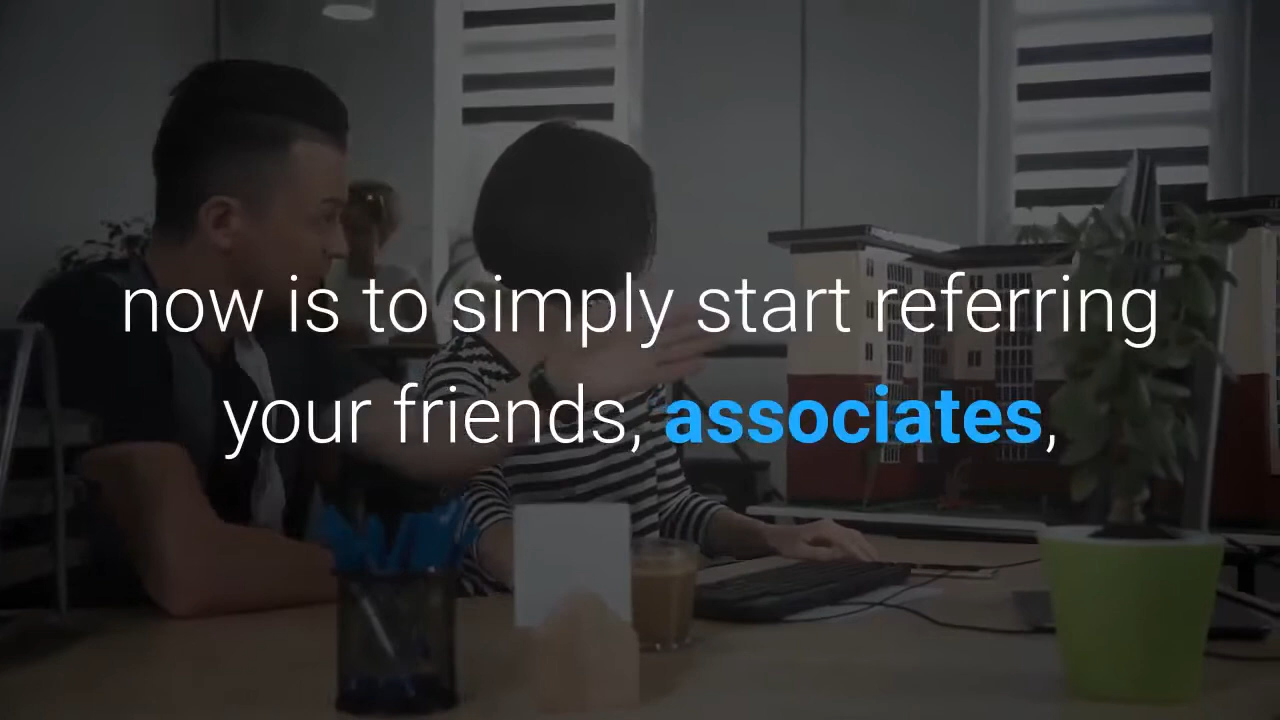 now is to simply start referring
your friends, associates,